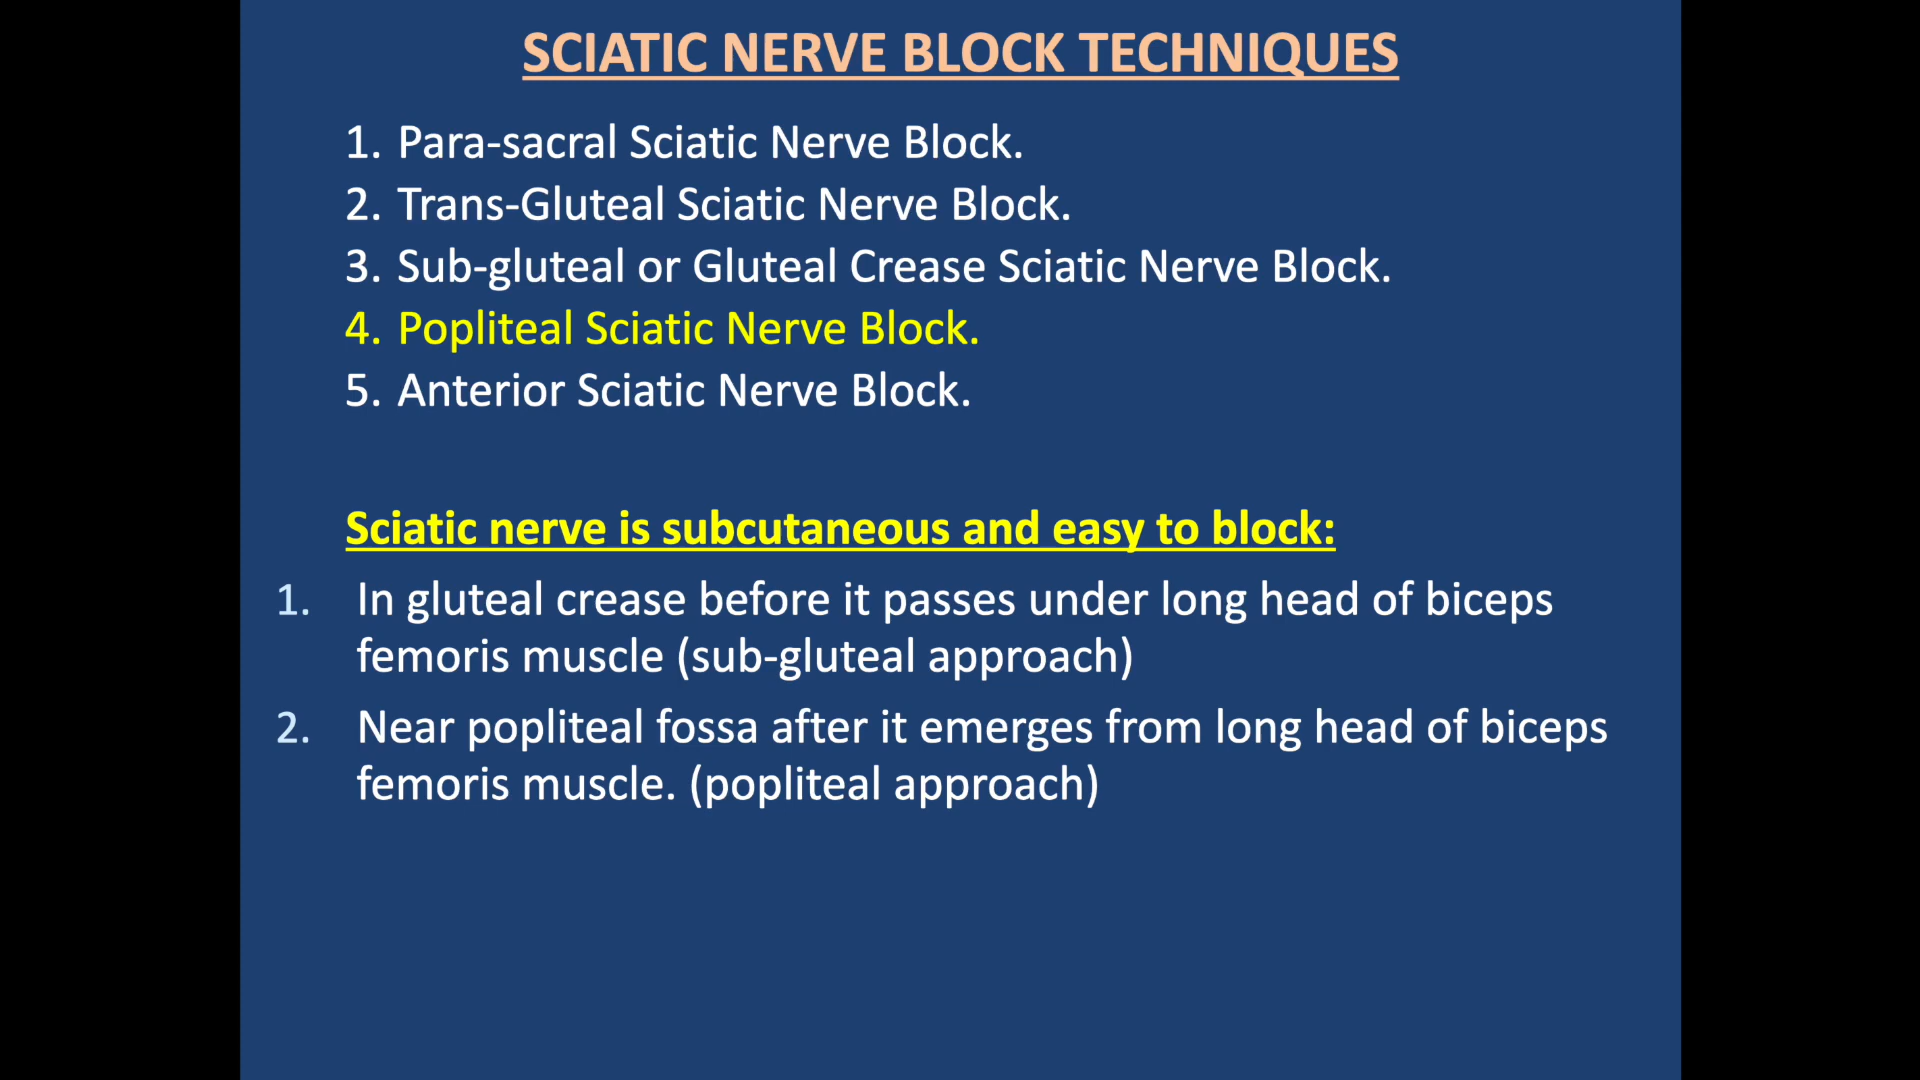 SCIATIC NERVE BLOCK TECHNIQUES
1. Para-sacral Sciatic Nerve Block.
2. Trans-Gluteal Sciatic Nerve Block.
3. Sub-gluteal or Gluteal Crease Sciatic Nerve Block.
4. Popliteal Sciatic Nerve Block.
5. Anterior Sciatic Nerve Block.
Sciatic nerve is subcutaneous and easy to block:
1. In gluteal crease before it passes under long head of biceps
femoris muscle (sub-gluteal approach)
2. Near popliteal fossa after it emerges from long head of biceps
femoris muscle. (popliteal approach)